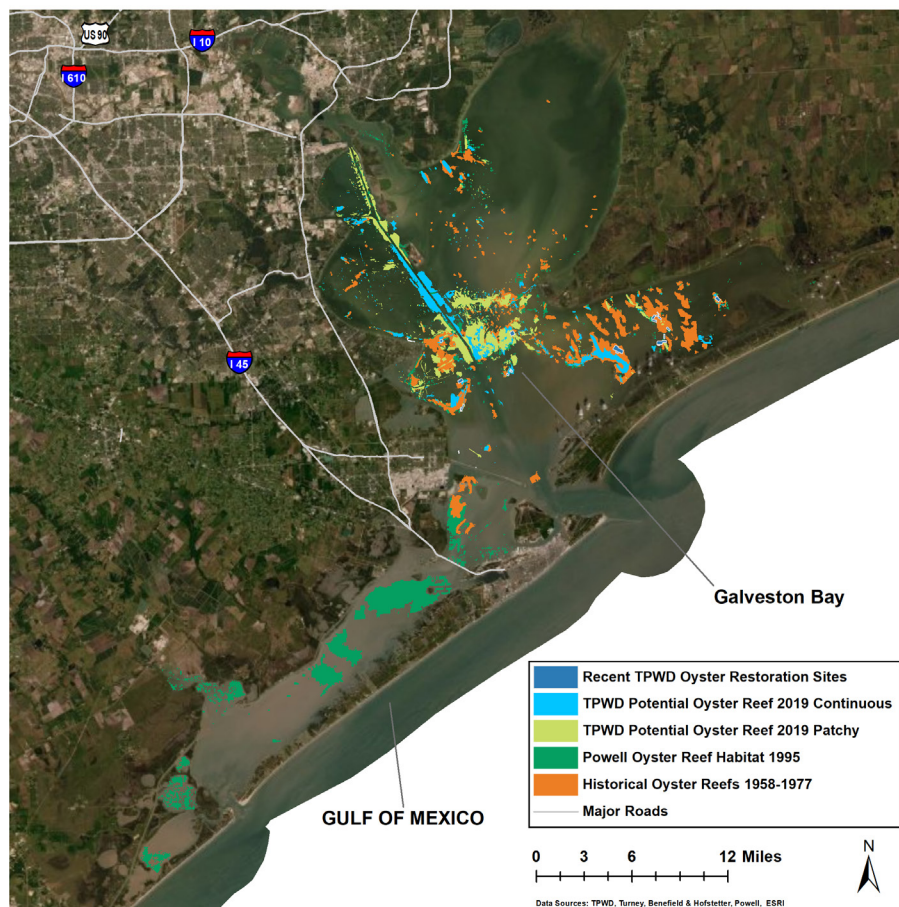 US 90
I 10
I 610
I 45
Galveston Bay
GULF OF MEXICO
Recent TPWD Oyster Restoration Sites
TPWD Potential Oyster Reef 2019 Continuous
TPWD Potential Oyster Reef 2019 Patchy
Powell Oyster Reef Habitat 1995
Historical Oyster Reefs 1958-1977
Major Roads
0 3 6 12 Miles
N
Data Sources: TPWD, Turney, Benefield & Hofstetter, Powell, ESRI